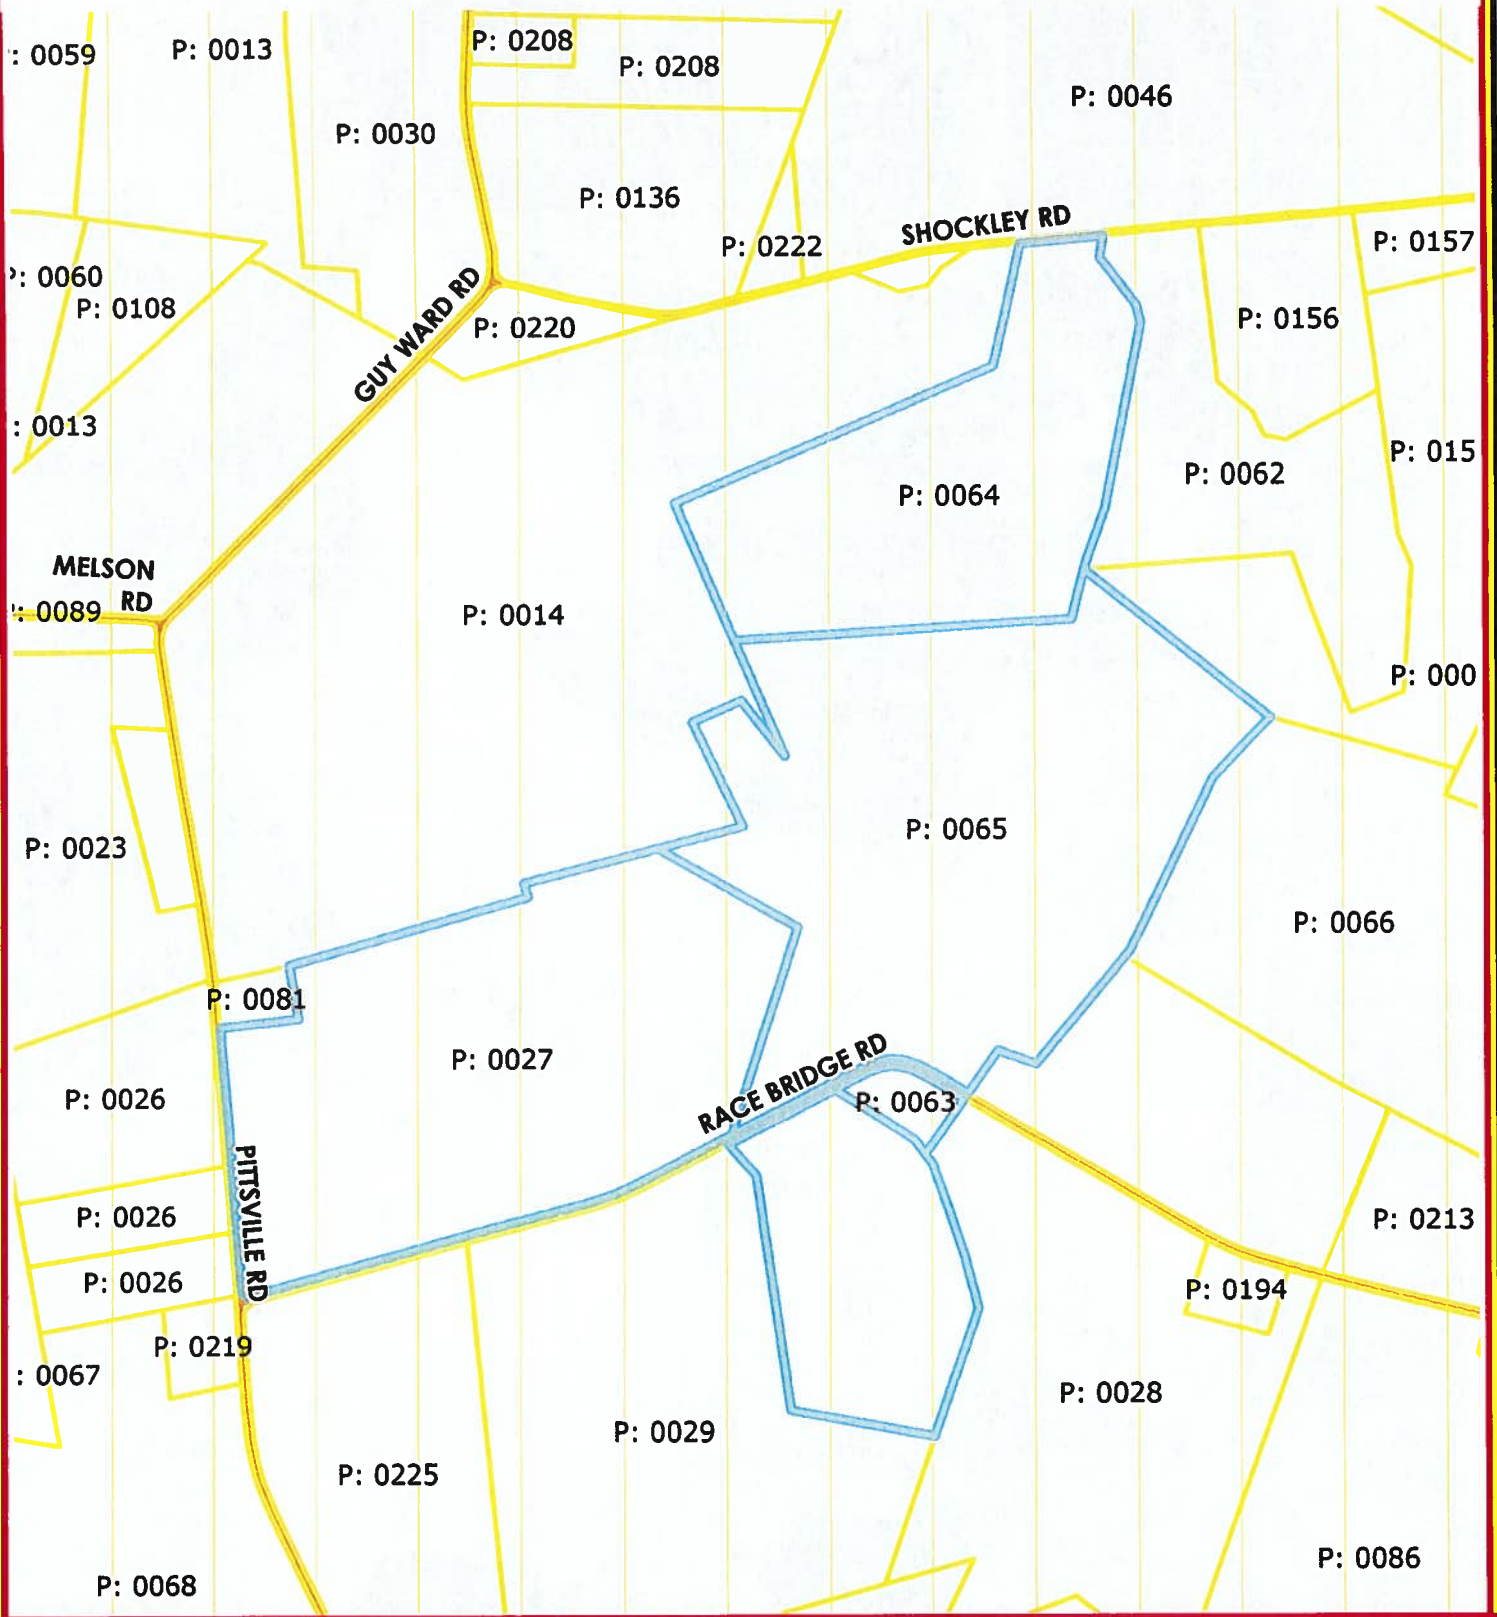 : 0059
P: 0013
P: 0208
P: 0208
P: 0046
P: 0030
P: 0136
SHOCKLEY RD
P: 0222
P: 0157
P: 0060
P: 0108
GUY WARD RD
P: 0220
P: 0156
: 0013
P: 015
P: 0062
P: 0064
MELSON
RD
: 0089
P: 0014
P: 000
P: 0065
P: 0023
P: 0066
P: 0081
P: 0027
RACE BRIDGE RD
P: 0026
P: 0063
PITTSVILLE RD
P: 0026
P: 0213
P: 0026
P: 0194
P: 0219
: 0067
P: 0028
P: 0029
P: 0225
P: 0086
P: 0068